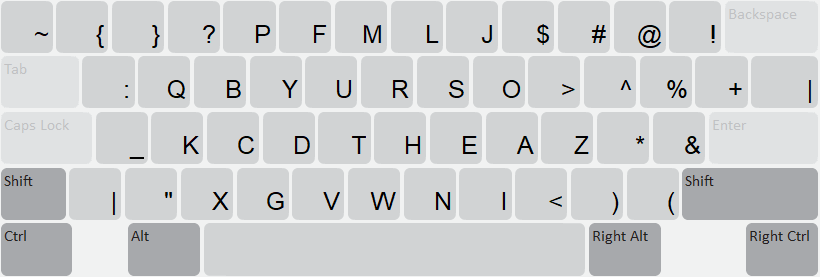 ~ { } ? P F M L J $ # @ ! Backspace
Tab : Q B Y U R S O > ^ % + |
Caps Lock _ K C D T H E A Z * & Enter
Shift | " X G V W N I < ) ( Shift
Ctrl Alt Right Alt Right Ctrl